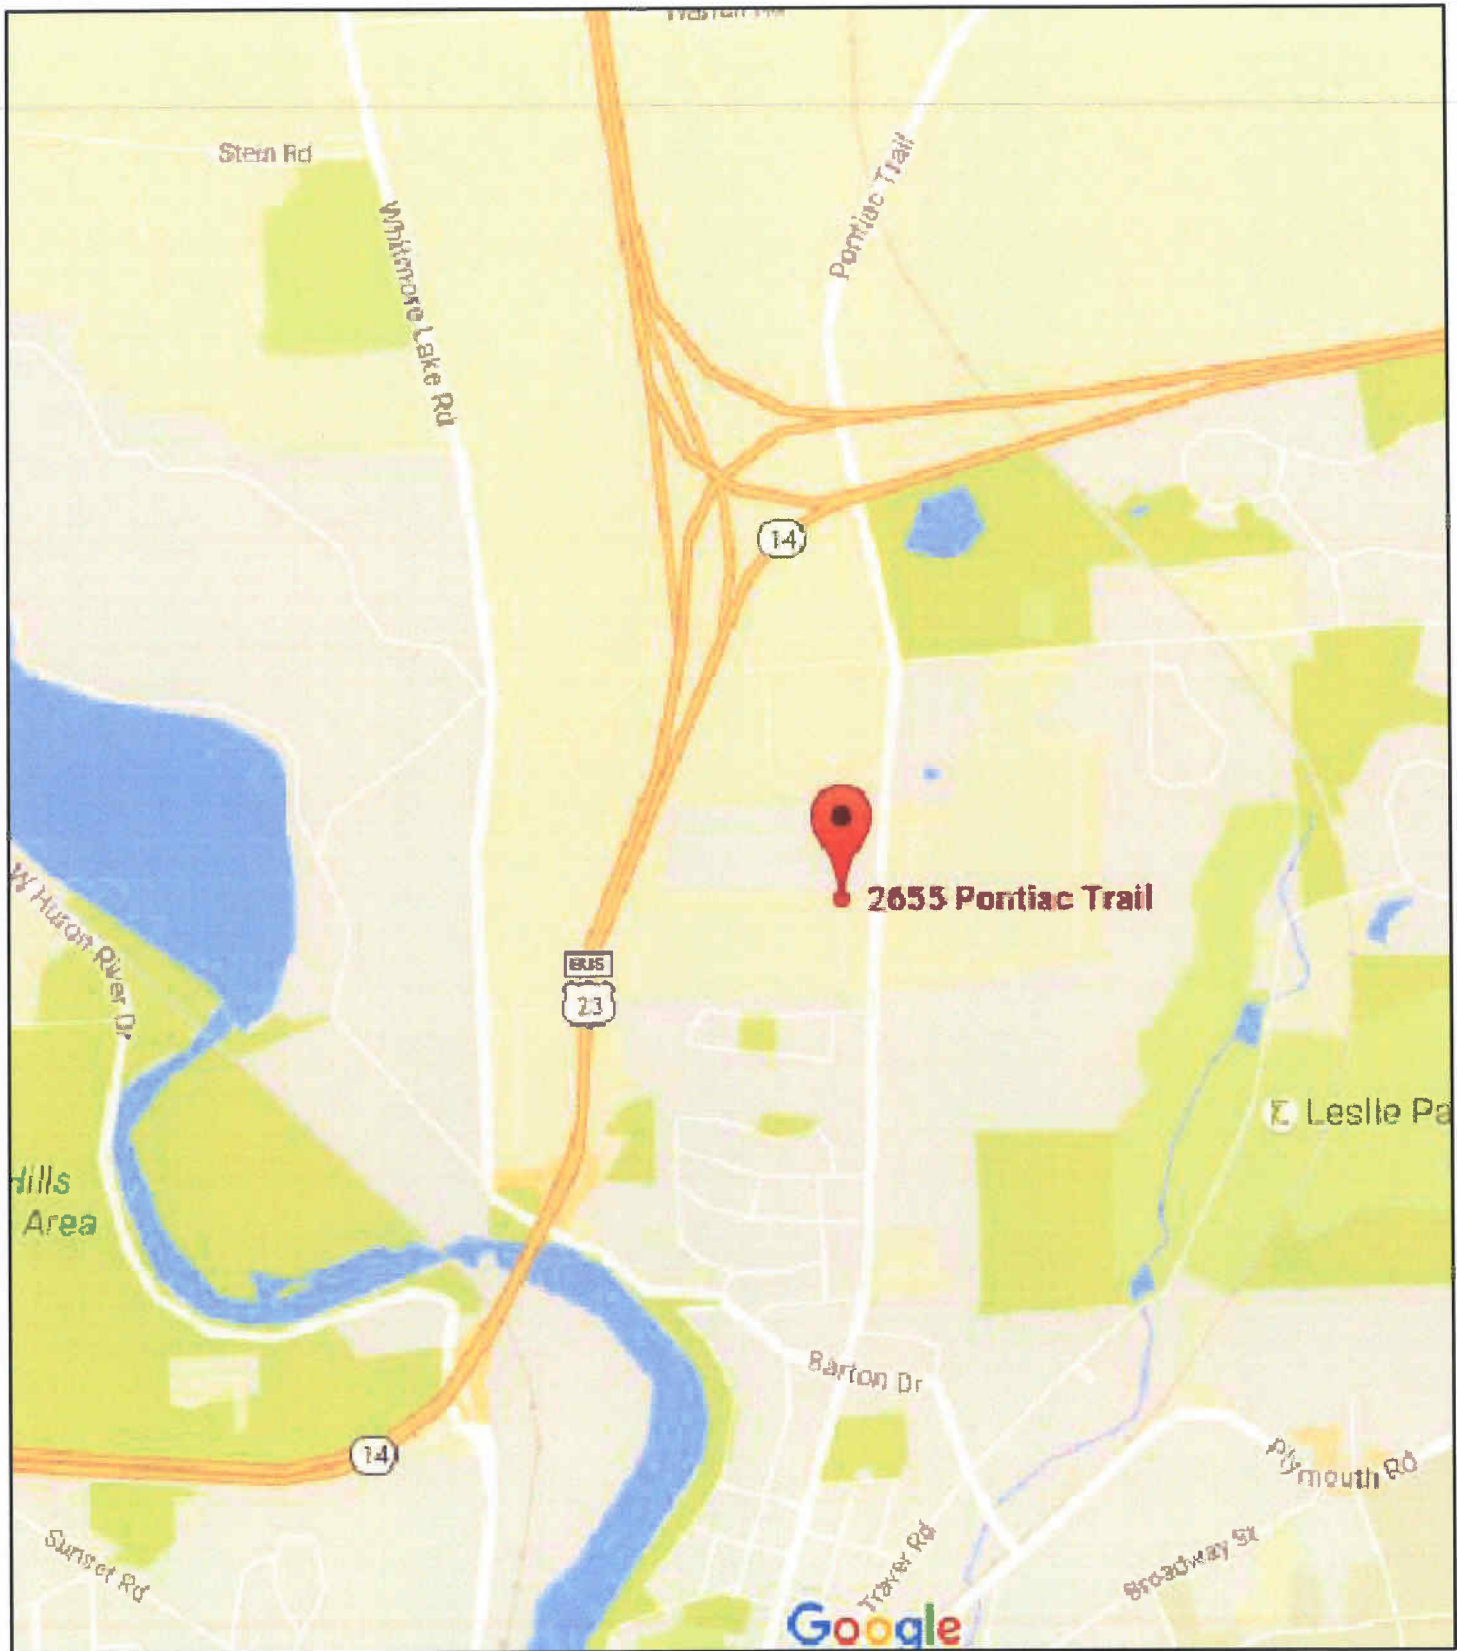 Stein Rd
Whitmore Lake Rd
Pontiac Trail
14
2655 Pontiac Trail
W Huron River Dr
BUS
23
Leslie Pa
Hills
Area
Barton Dr
14
Plymouth Rd
Sunset Rd
Traver Rd
Broadway St
Google